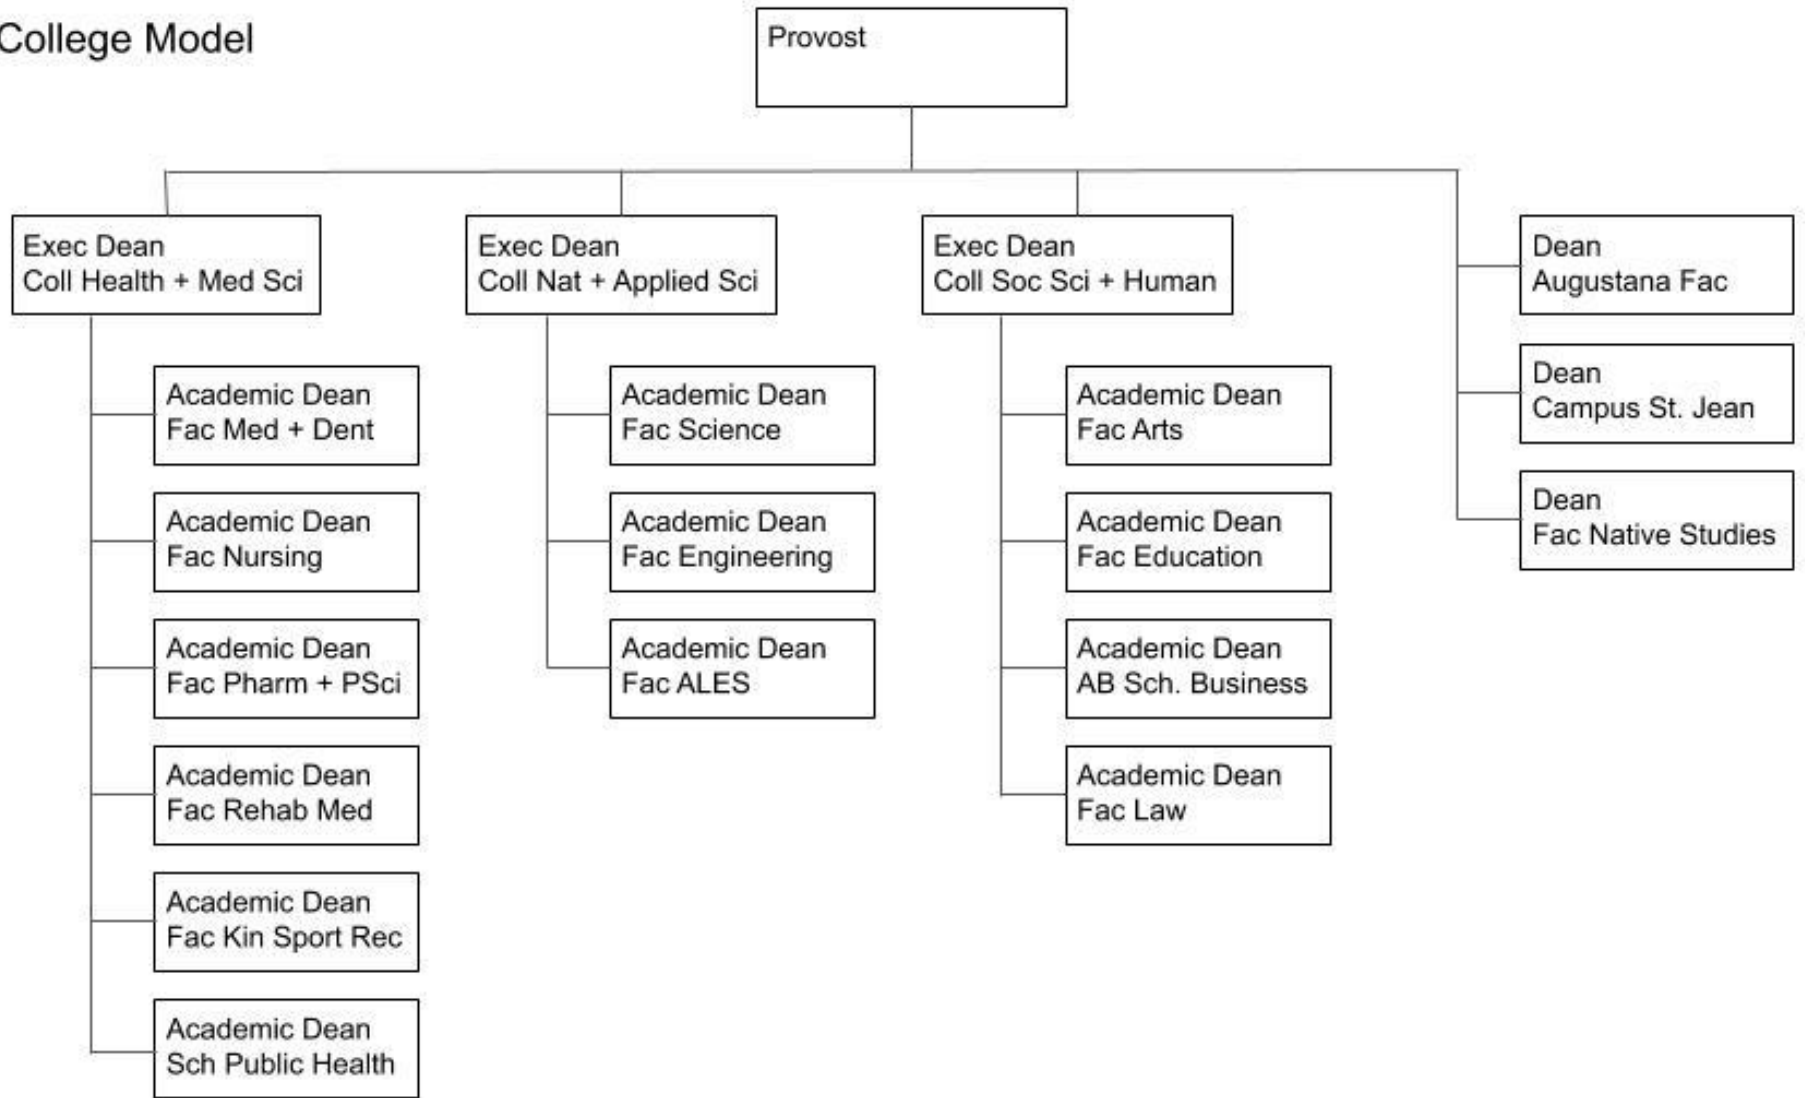 College Model
Provost
Exec Dean
Coll Health + Med Sci
Academic Dean
Fac Med + Dent
Academic Dean
Fac Nursing
Academic Dean
Fac Pharm + PSci
Academic Dean
Fac Rehab Med
Academic Dean
Fac Kin Sport Rec
Academic Dean
Sch Public Health
Exec Dean
Coll Nat + Applied Sci
Academic Dean
Fac Science
Academic Dean
Fac Engineering
Academic Dean
Fac ALES
Exec Dean
Coll Soc Sci + Human
Academic Dean
Fac Arts
Academic Dean
Fac Education
Academic Dean
AB Sch. Business
Academic Dean
Fac Law
Dean
Augustana Fac
Dean
Campus St. Jean
Dean
Fac Native Studies